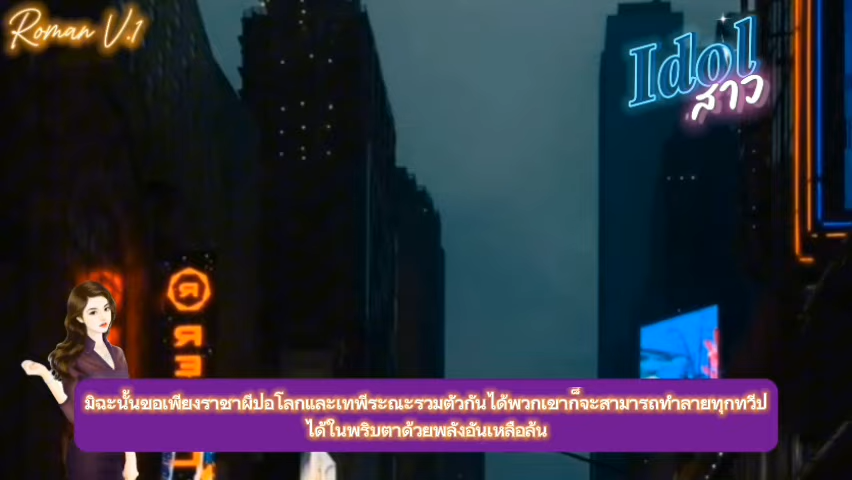 Roman V.1
Idol
สาว
R
RE
มิฉะนั้นขอเพียงราชาผีปอโลกและเทพีระณะรวมตัวกันได้พวกเขาก็จะสามารถทำลายทุกทวีป
ได้ในพริบตาด้วยพลังอันเหลือล้น